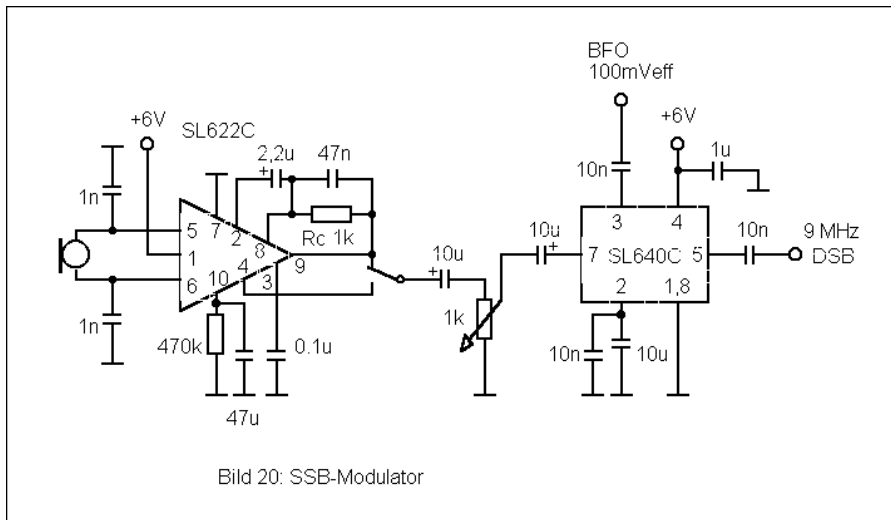 BFO
100mVeff
+6V
SL622C
+6V
2,2u
+
47n
1u
10n
1n
5
7
2
8
Rc 1k
3
4
10n
1
9
10u
+
10u
+
7
SL640C
5
9 MHz
DSB
6
10
4
3
2
1,8
1n
470k
0.1u
1k
10n
10u
47u
Bild 20: SSB-Modulator